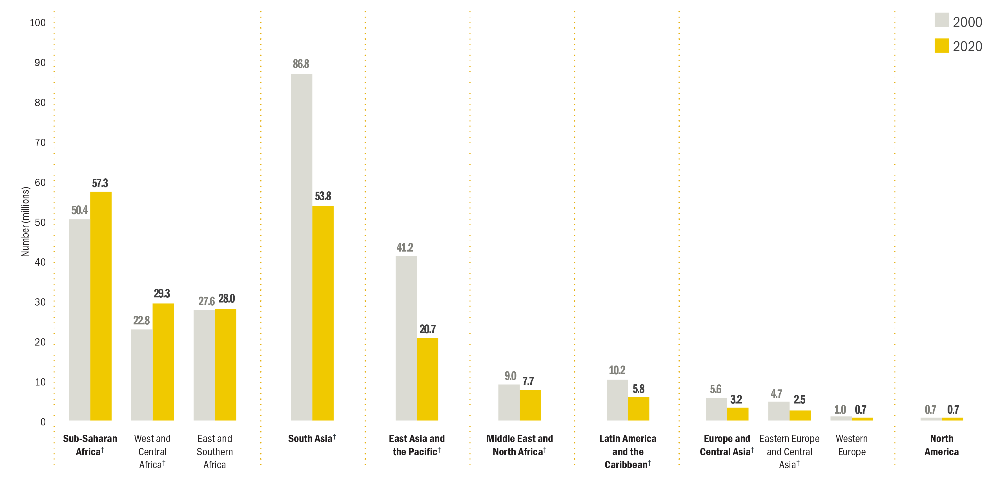 100
90
80
70
60
50
40
30
20
10
0
Number (millions)
2000
2020
50.4
57.3
22.8
29.3
27.6
28.0
86.8
53.8
41.2
20.7
9.0
7.7
10.2
5.8
5.6
3.2
4.7
2.5
1.0
0.7
0.7
0.7
Sub-Saharan
Africa†
West and
Central
Africa†
East and
Southern
Africa
South Asia†
East Asia and
the Pacific†
Middle East and
North Africa†
Latin America
and the
Caribbean†
Europe and
Central Asia†
Eastern Europe
and Central
Asia†
Western
Europe
North
America